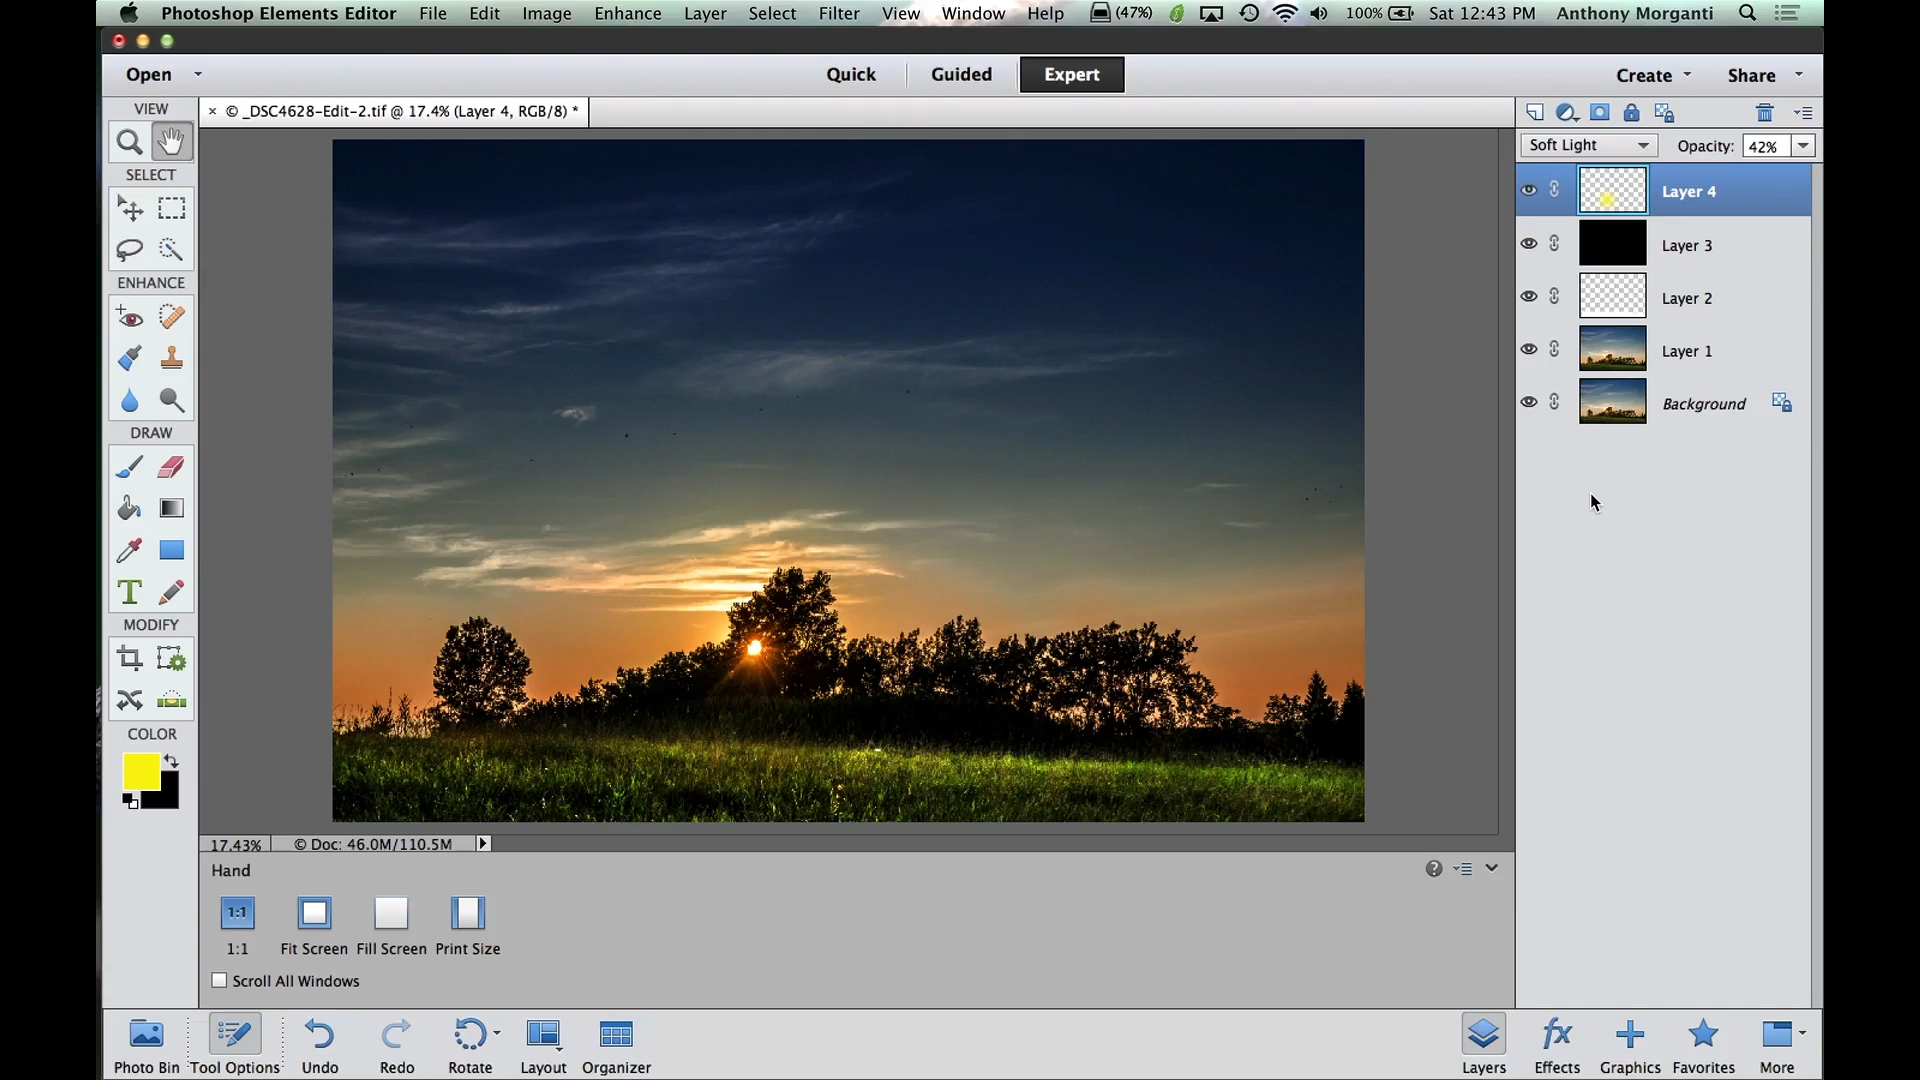 Photoshop Elements Editor File Edit Image Enhance Layer Select Filter View Window Help (47%) 100% Sat 12:43 PM Anthony Morganti
Open Quick Guided Expert Create Share
VIEW
× © _DSC4628-Edit-2.tif @ 17.4% (Layer 4, RGB/8) *
Soft Light Opacity: 42%
SELECT
Layer 4
Layer 3
ENHANCE
Layer 2
Layer 1
Background
DRAW
T
MODIFY
COLOR
17.43% © Doc: 46.0M/110.5M
Hand
1:1
1:1 Fit Screen Fill Screen Print Size
Scroll All Windows
fx
Photo Bin Tool Options Undo Redo Rotate Layout Organizer Layers Effects Graphics Favorites More